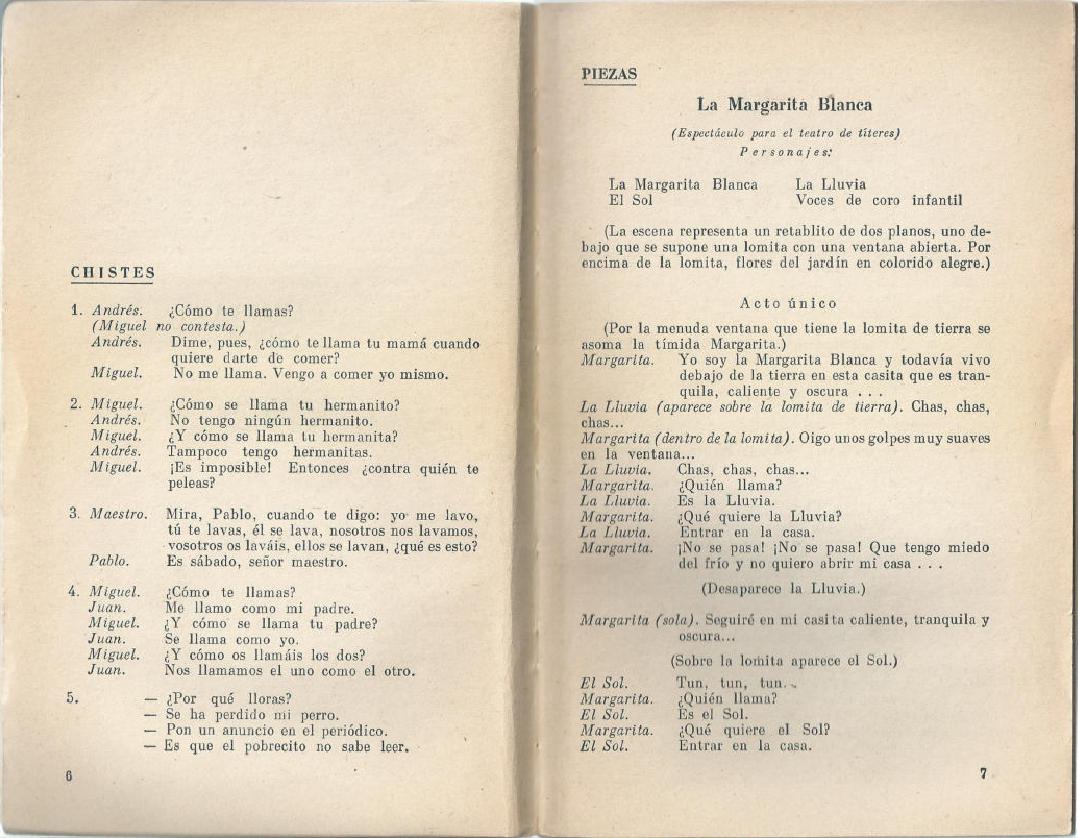 CHISTES
1. Andrés. ¿Cómo te llamas?
(Miguel no contesta.)
Andrés. Dime, pues, ¿cómo te llama tu mamá cuando
quiere darte de comer?
Miguel. No me llama. Vengo a comer yo mismo.
2. Miguel. ¿Cómo se llama tu hermanito?
Andrés. No tengo ningún hermanito.
Miguel. ¿Y cómo se llama tu hermanita?
Andrés. Tampoco tengo hermanitas.
Miguel. ¡Es imposible! Entonces ¿contra quién te
peleas?
3. Maestro. Mira, Pablo, cuando te digo: yo me lavo,
tú te lavas, él se lava, nosotros nos lavamos,
vosotros os laváis, ellos se lavan, ¿qué es esto?
Pablo. Es sábado, señor maestro.
4. Miguel. ¿Cómo te llamas?
Juan. Me llamo como mi padre.
Miguel. ¿Y cómo se llama tu padre?
Juan. Se llama como yo.
Miguel. ¿Y cómo os llamáis los dos?
Juan. Nos llamamos el uno como el otro.
5. — ¿Por qué lloras?
— Se ha perdido mi perro.
— Pon un anuncio en el periódico.
— Es que el pobrecito no sabe leer.
6
PIEZAS
La Margarita Blanca
(Espectáculo para el teatro de títeres)
Personajes:
La Margarita Blanca La Lluvia
El Sol Voces de coro infantil
(La escena representa un retablito de dos planos, uno de-
bajo que se supone una lomita con una ventana abierta. Por
encima de la lomita, flores del jardín en colorido alegre.)
Acto único
(Por la menuda ventana que tiene la lomita de tierra se
asoma la tímida Margarita.)
Margarita. Yo soy la Margarita Blanca y todavía vivo
debajo de la tierra en esta casita que es tran-
quila, caliente y oscura . . .
La Lluvia (aparece sobre la lomita de tierra). Chas, chas,
chas...
Margarita (dentro de la lomita). Oigo unos golpes muy suaves
en la ventana...
La Lluvia. Chas, chas, chas...
Margarita. ¿Quién llama?
La Lluvia. Es la Lluvia.
Margarita. ¿Qué quiere la Lluvia?
La Lluvia. Entrar en la casa.
Margarita. ¡No se pasa! ¡No se pasa! Que tengo miedo
del frío y no quiero abrir mi casa . . .
(Desaparece la Lluvia.)
Margarita (sola). Seguiré en mi casita caliente, tranquila y
oscura...
(Sobre la lomita aparece el Sol.)
El Sol. Tun, tun, tun...
Margarita. ¿Quién llama?
El Sol. Es el Sol.
Margarita. ¿Qué quiere el Sol?
El Sol. Entrar en la casa.
7